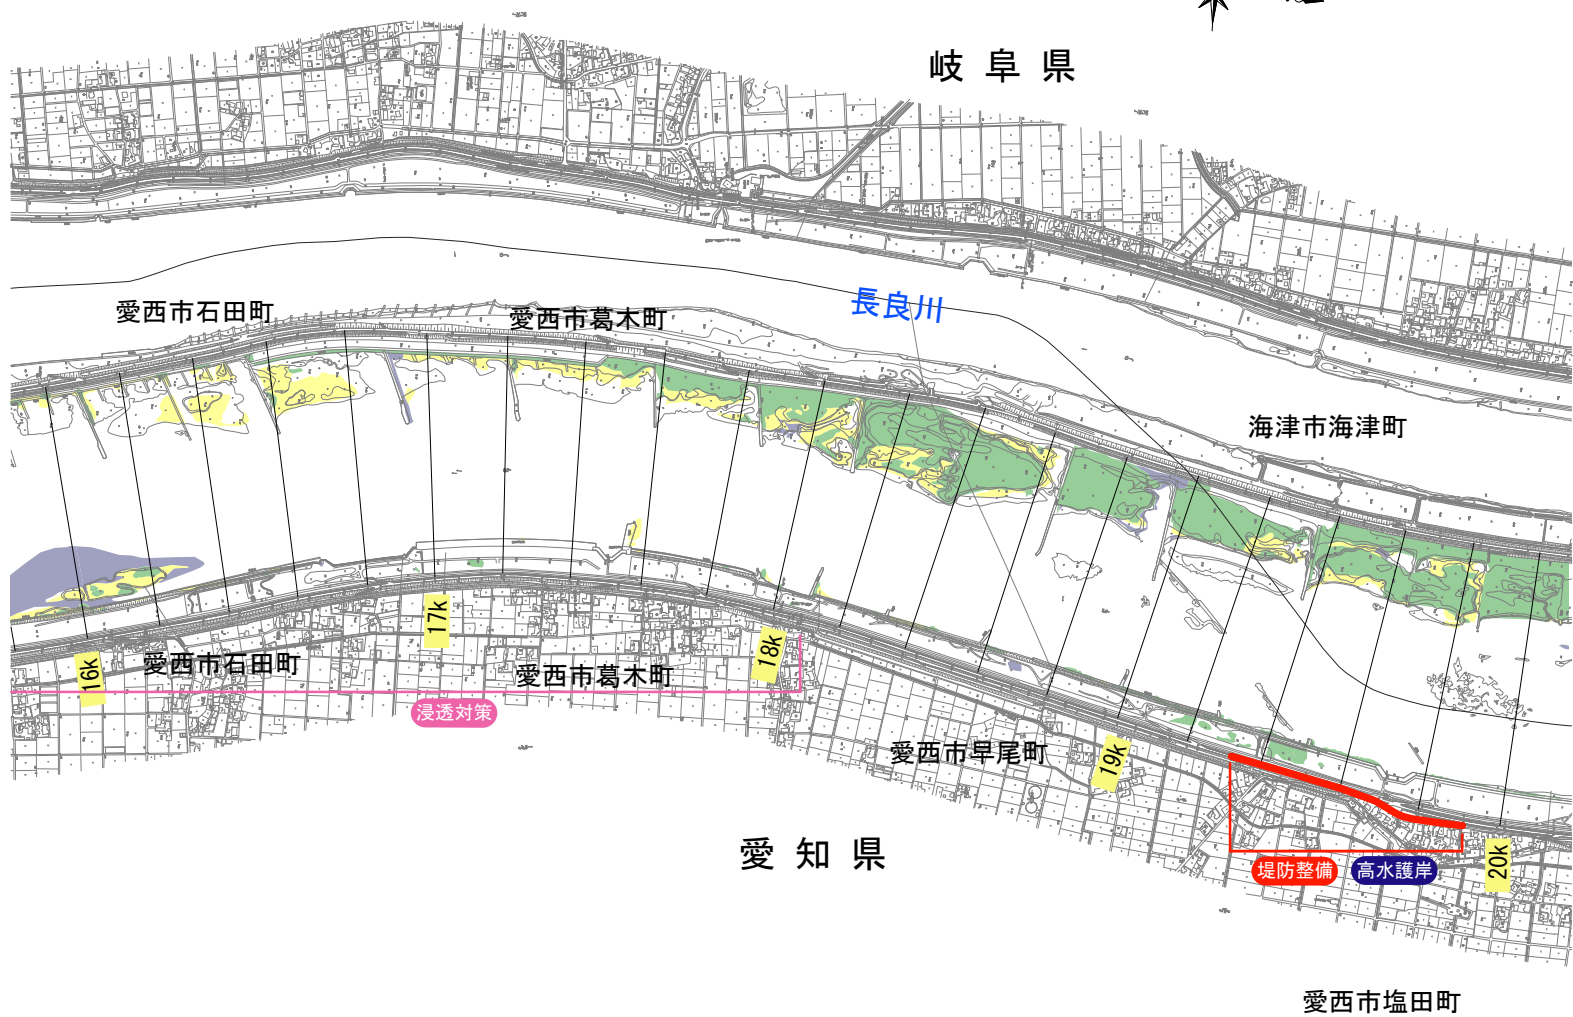 岐阜県
愛西市石田町
愛西市葛木町
長良川
海津市海津町
16k
愛西市石田町
17k
愛西市葛木町
18k
浸透対策
愛西市早尾町
19k
愛知県
堤防整備
高水護岸
20k
愛西市塩田町